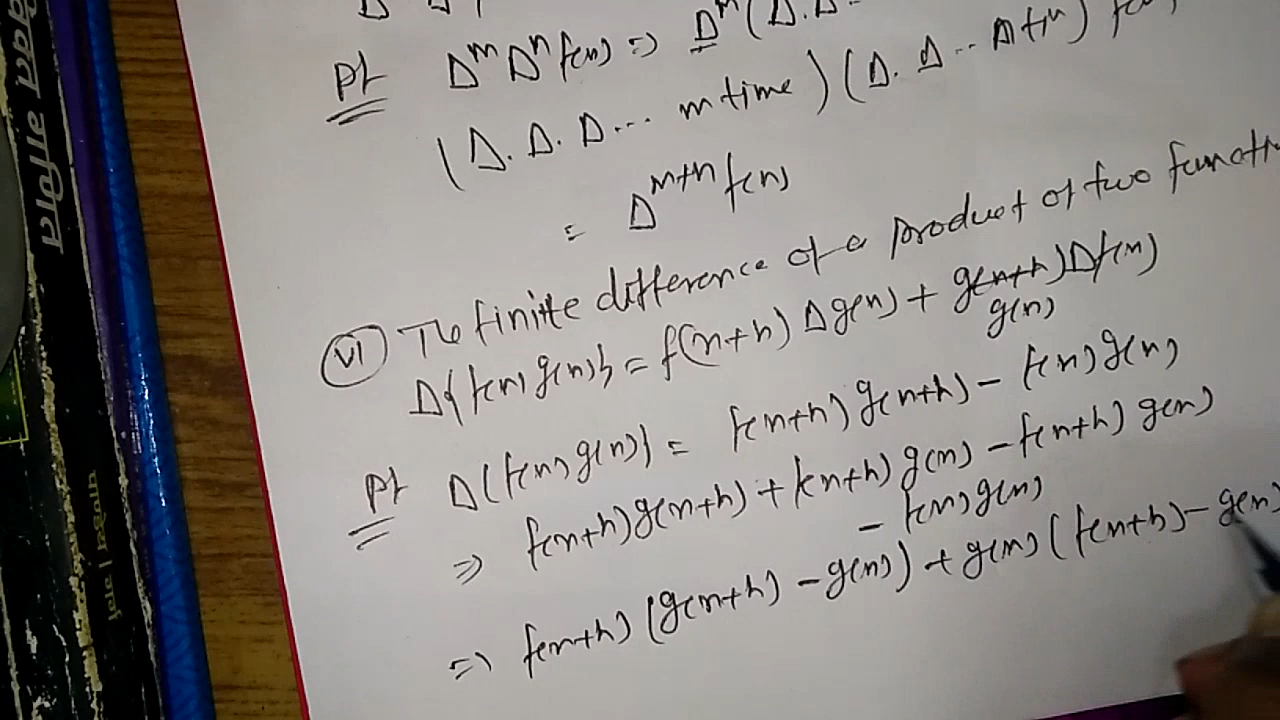 Pf Δ^m Δ^n f(x) => Δ^m (Δ.Δ.
(Δ. Δ. Δ... m time) (Δ. Δ...
= Δ^{m+n} f(x)
(vi) The finite difference of a product of two functi
Δ{f(x) g(x)} = f(x+h) Δg(x) + g(x+h) Δf(x)
g(x)
Pf Δ{f(x) g(x)} = f(x+h) g(x+h) - f(x) g(x)
=> f(x+h) g(x+h) + f(x+h) g(x) - f(x+h) g(x)
- f(x) g(x)
=> f(x+h) (g(x+h) - g(x)) + g(x) (f(x+h) - g(x)